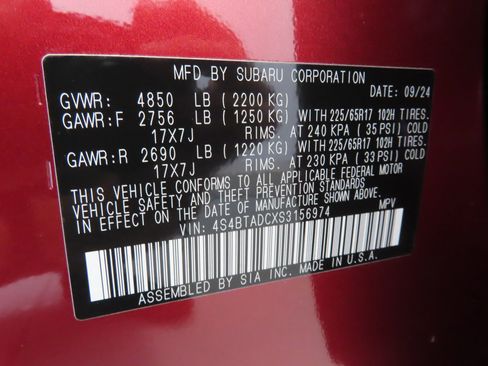 MFD BY SUBARU CORPORATION
DATE: 09/24
GVWR: 4850 LB (2200 KG)
GAWR:F 2756 LB (1250 KG) WITH 225/65R17 102H TIRES.
17X7J RIMS. AT 240 KPA (35 PSI) COLD
GAWR:R 2690 LB (1220 KG) WITH 225/65R17 102H TIRES.
17X7J RIMS. AT 230 KPA (33 PSI) COLD
THIS VEHICLE CONFORMS TO ALL APPLICABLE FEDERAL MOTOR
VEHICLE SAFETY AND THEFT PREVENTION STANDARDS
IN EFFECT ON THE DATE OF MANUFACTURE SHOWN ABOVE.
VIN: 4S4BTADCXS3156974 MPV
ASSEMBLED BY SIA INC. MADE IN U.S.A.